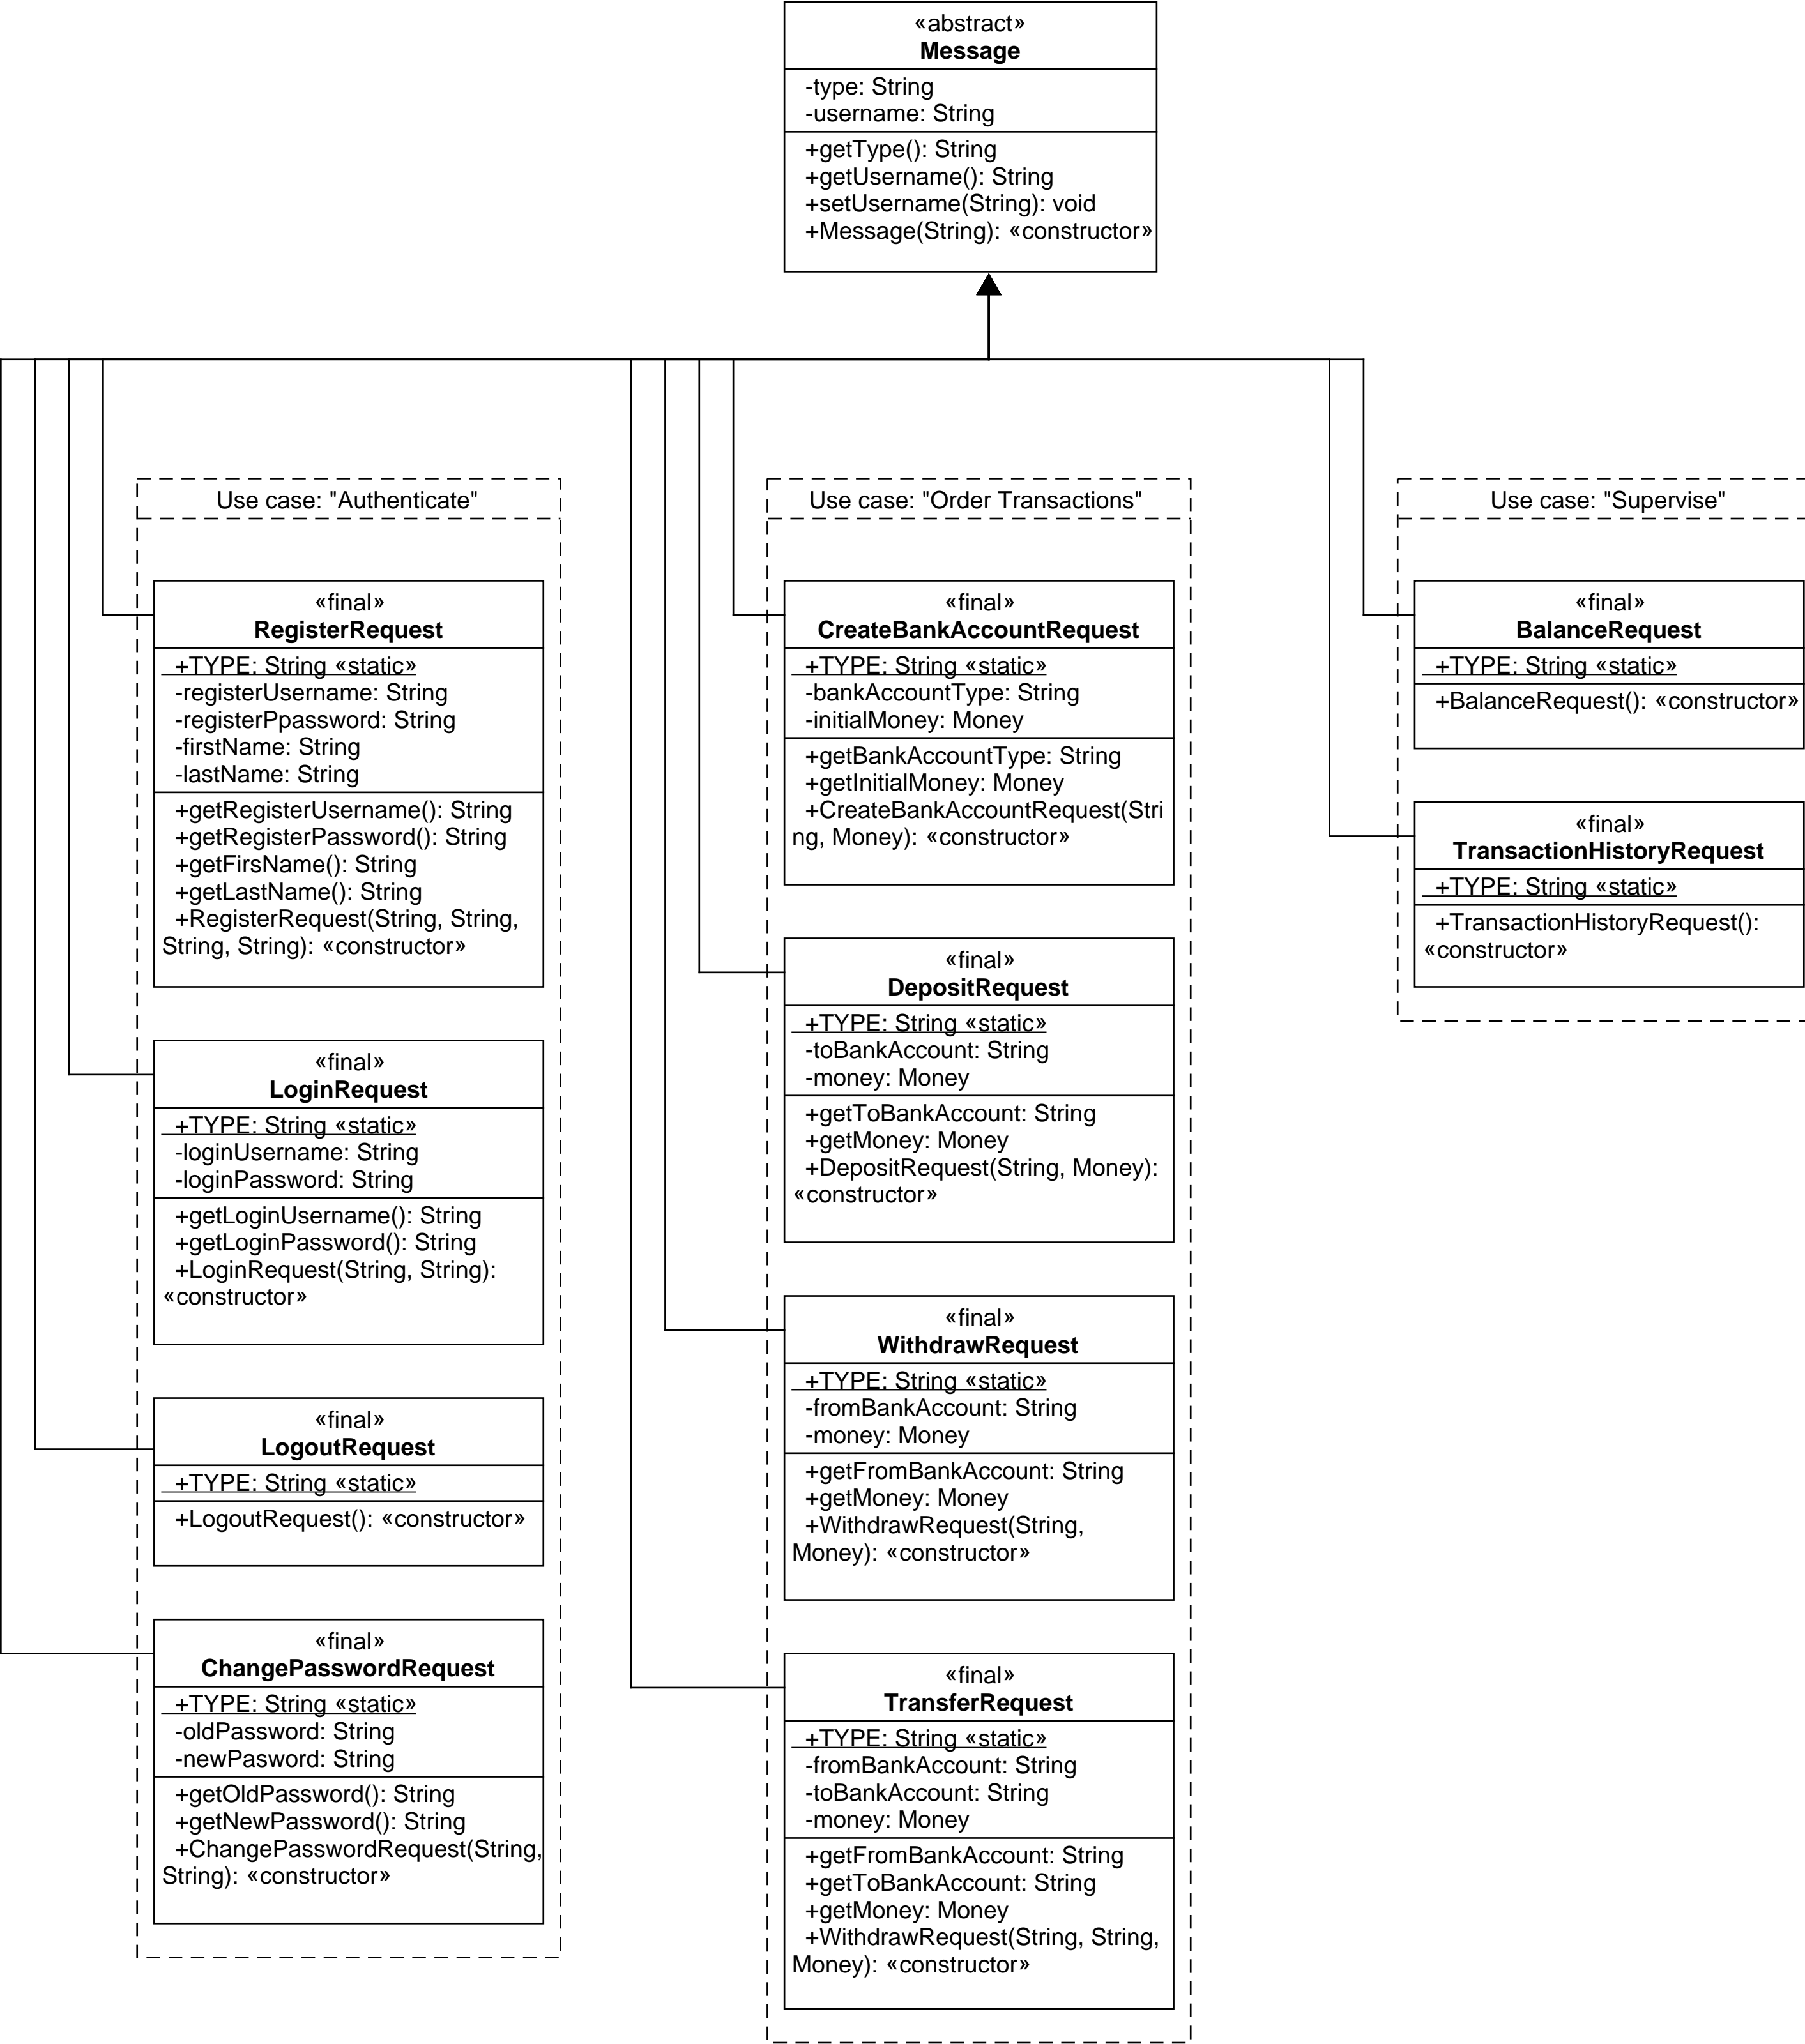 «abstract»
Message
-type: String
-username: String
+getType(): String
+getUsername(): String
+setUsername(String): void
+Message(String): «constructor»
Use case: "Authenticate"
«final»
RegisterRequest
+TYPE: String «static»
-registerUsername: String
-registerPpassword: String
-firstName: String
-lastName: String
+getRegisterUsername(): String
+getRegisterPassword(): String
+getFirsName(): String
+getLastName(): String
+RegisterRequest(String, String,
String, String): «constructor»
«final»
LoginRequest
+TYPE: String «static»
-loginUsername: String
-loginPassword: String
+getLoginUsername(): String
+getLoginPassword(): String
+LoginRequest(String, String):
«constructor»
«final»
LogoutRequest
+TYPE: String «static»
+LogoutRequest(): «constructor»
«final»
ChangePasswordRequest
+TYPE: String «static»
-oldPassword: String
-newPasword: String
+getOldPassword(): String
+getNewPassword(): String
+ChangePasswordRequest(String,
String): «constructor»
Use case: "Order Transactions"
«final»
CreateBankAccountRequest
+TYPE: String «static»
-bankAccountType: String
-initialMoney: Money
+getBankAccountType: String
+getInitialMoney: Money
+CreateBankAccountRequest(Stri
ng, Money): «constructor»
«final»
DepositRequest
+TYPE: String «static»
-toBankAccount: String
-money: Money
+getToBankAccount: String
+getMoney: Money
+DepositRequest(String, Money):
«constructor»
«final»
WithdrawRequest
+TYPE: String «static»
-fromBankAccount: String
-money: Money
+getFromBankAccount: String
+getMoney: Money
+WithdrawRequest(String,
Money): «constructor»
«final»
TransferRequest
+TYPE: String «static»
-fromBankAccount: String
-toBankAccount: String
-money: Money
+getFromBankAccount: String
+getToBankAccount: String
+getMoney: Money
+WithdrawRequest(String, String,
Money): «constructor»
Use case: "Supervise"
«final»
BalanceRequest
+TYPE: String «static»
+BalanceRequest(): «constructor»
«final»
TransactionHistoryRequest
+TYPE: String «static»
+TransactionHistoryRequest():
«constructor»